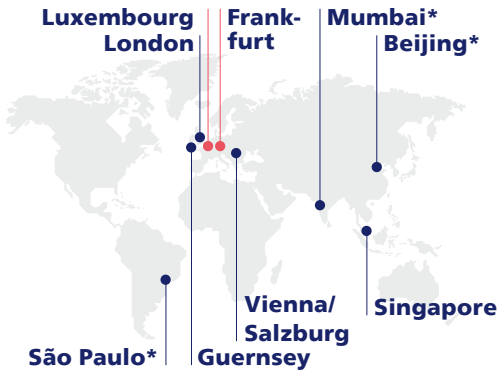 Luxembourg
London
Frank-
furt
Mumbai*
Beijing*
Vienna/
Salzburg
Singapore
São Paulo*
Guernsey